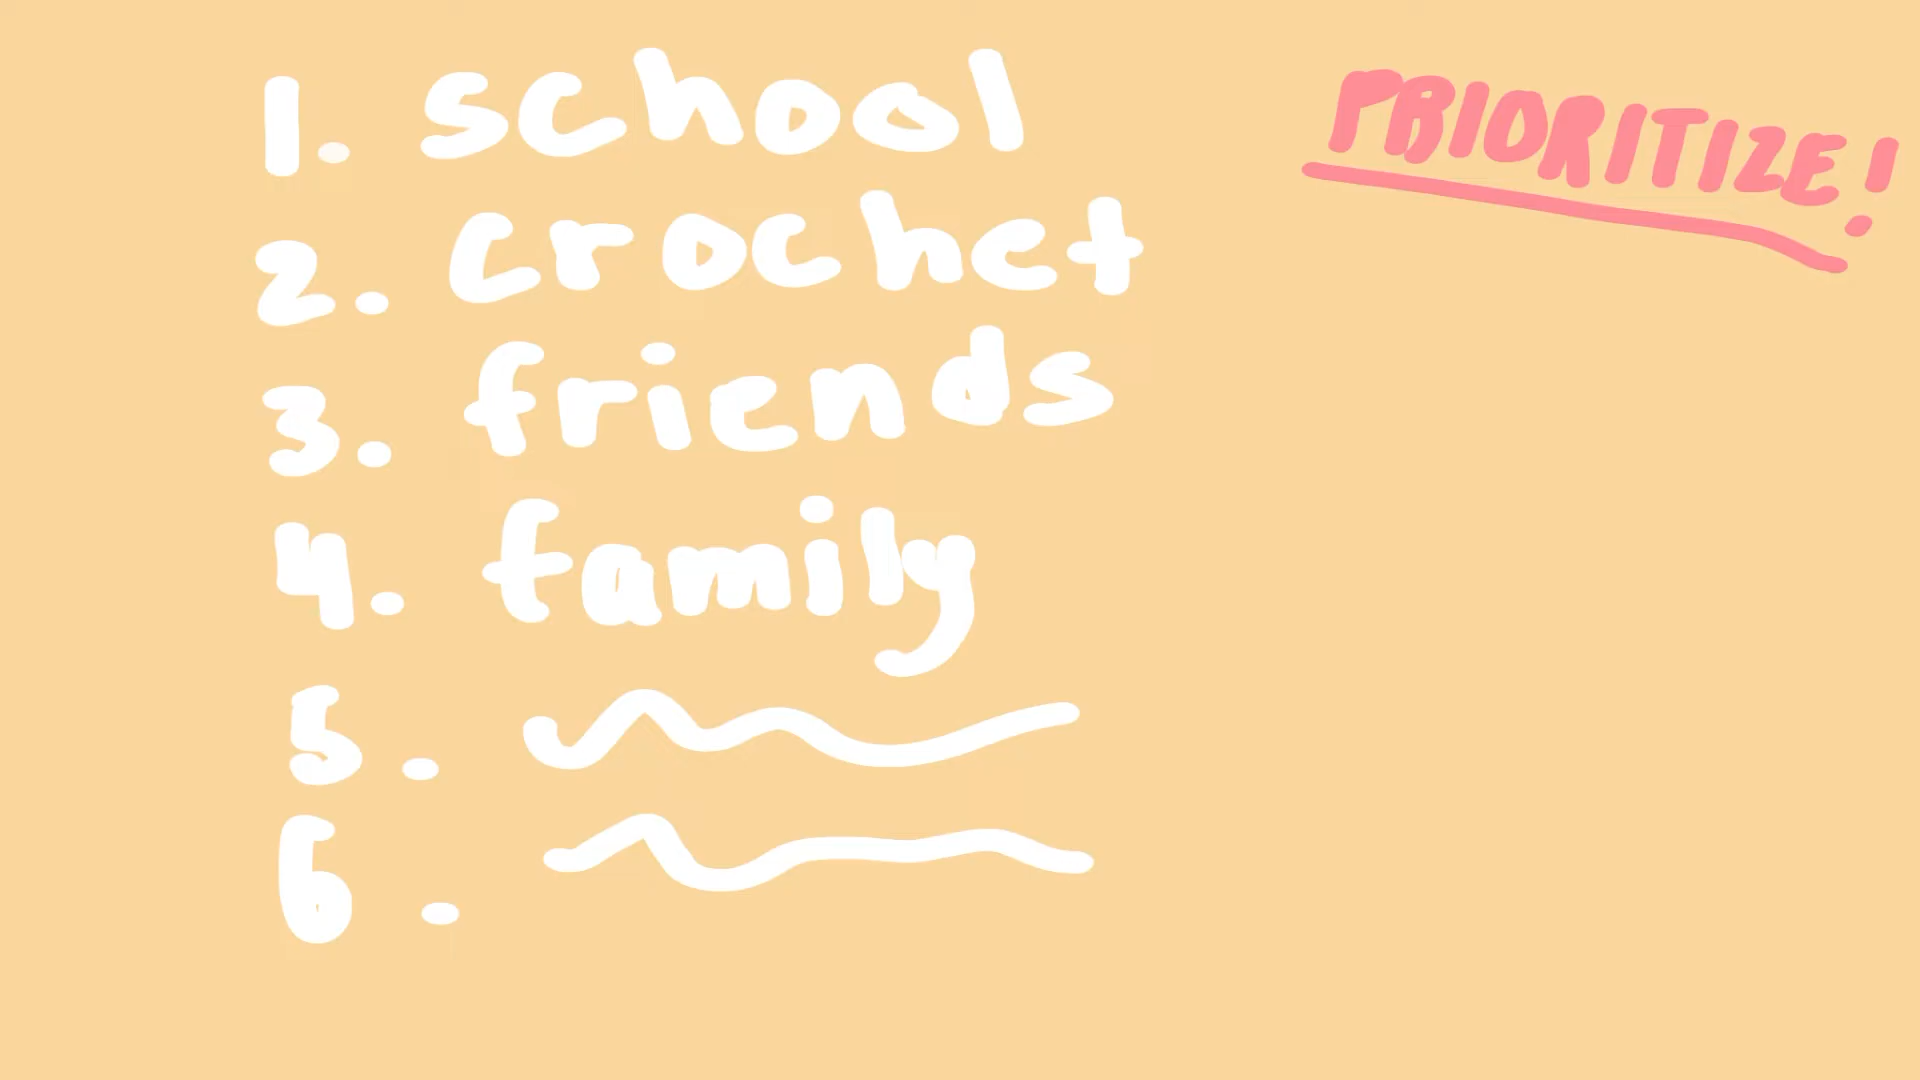 1. school
PRIORITIZE!
2. crochet
3. friends
4. family
5.
6.